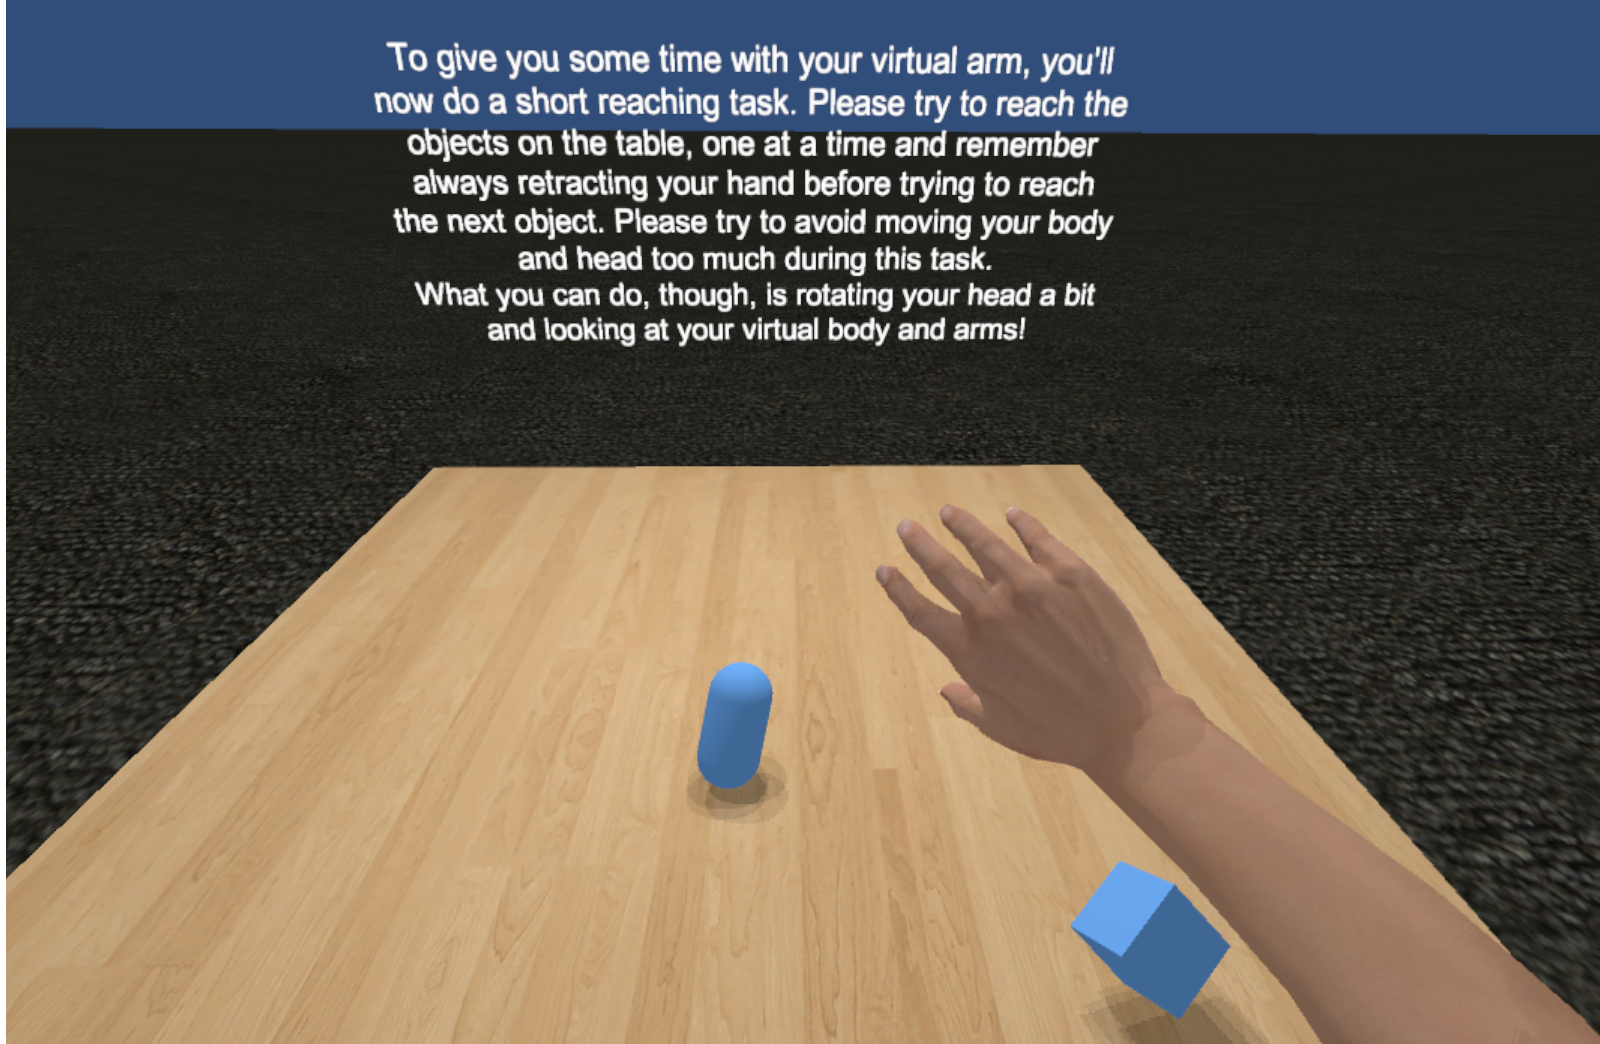 To give you some time with your virtual arm, you'll
now do a short reaching task. Please try to reach the
objects on the table, one at a time and remember
always retracting your hand before trying to reach
the next object. Please try to avoid moving your body
and head too much during this task.
What you can do, though, is rotating your head a bit
and looking at your virtual body and arms!